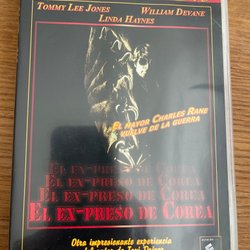 TOMMY LEE JONES WILLIAM DEVANE
LINDA HAYNES
EL MAYOR CHARLES RANE
VUELVE DE LA GUERRA
EL EX-PRESO DE COREA
EL EX-PRESO DE COREA
EL EX-PRESO DE COREA
EL EX-PRESO DE COREA
Otra impresionante experiencia